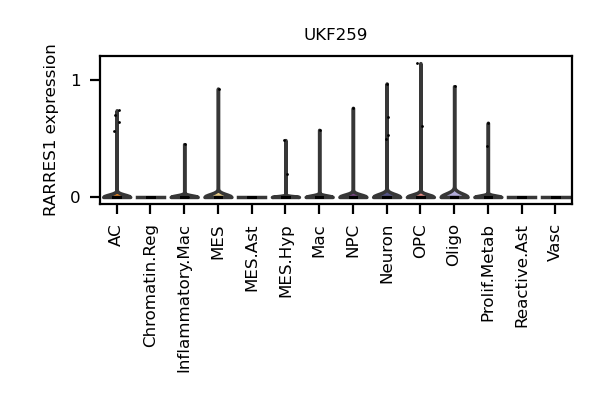 UKF259
RARRES1 expression
1
0
AC
Chromatin.Reg
Inflammatory.Mac
MES
MES.Ast
MES.Hyp
Mac
NPC
Neuron
OPC
Oligo
Prolif.Metab
Reactive.Ast
Vasc